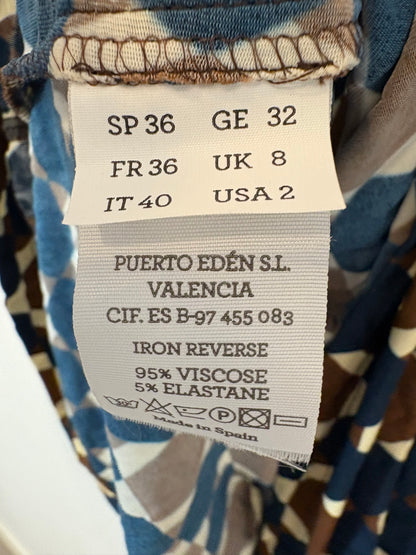 SP 36 GE 32
FR 36 UK 8
IT 40 USA 2
PUERTO EDÉN S.L.
VALENCIA
CIF. ES B-97 455 083
IRON REVERSE
95% VISCOSE
5% ELASTANE
Made in Spain